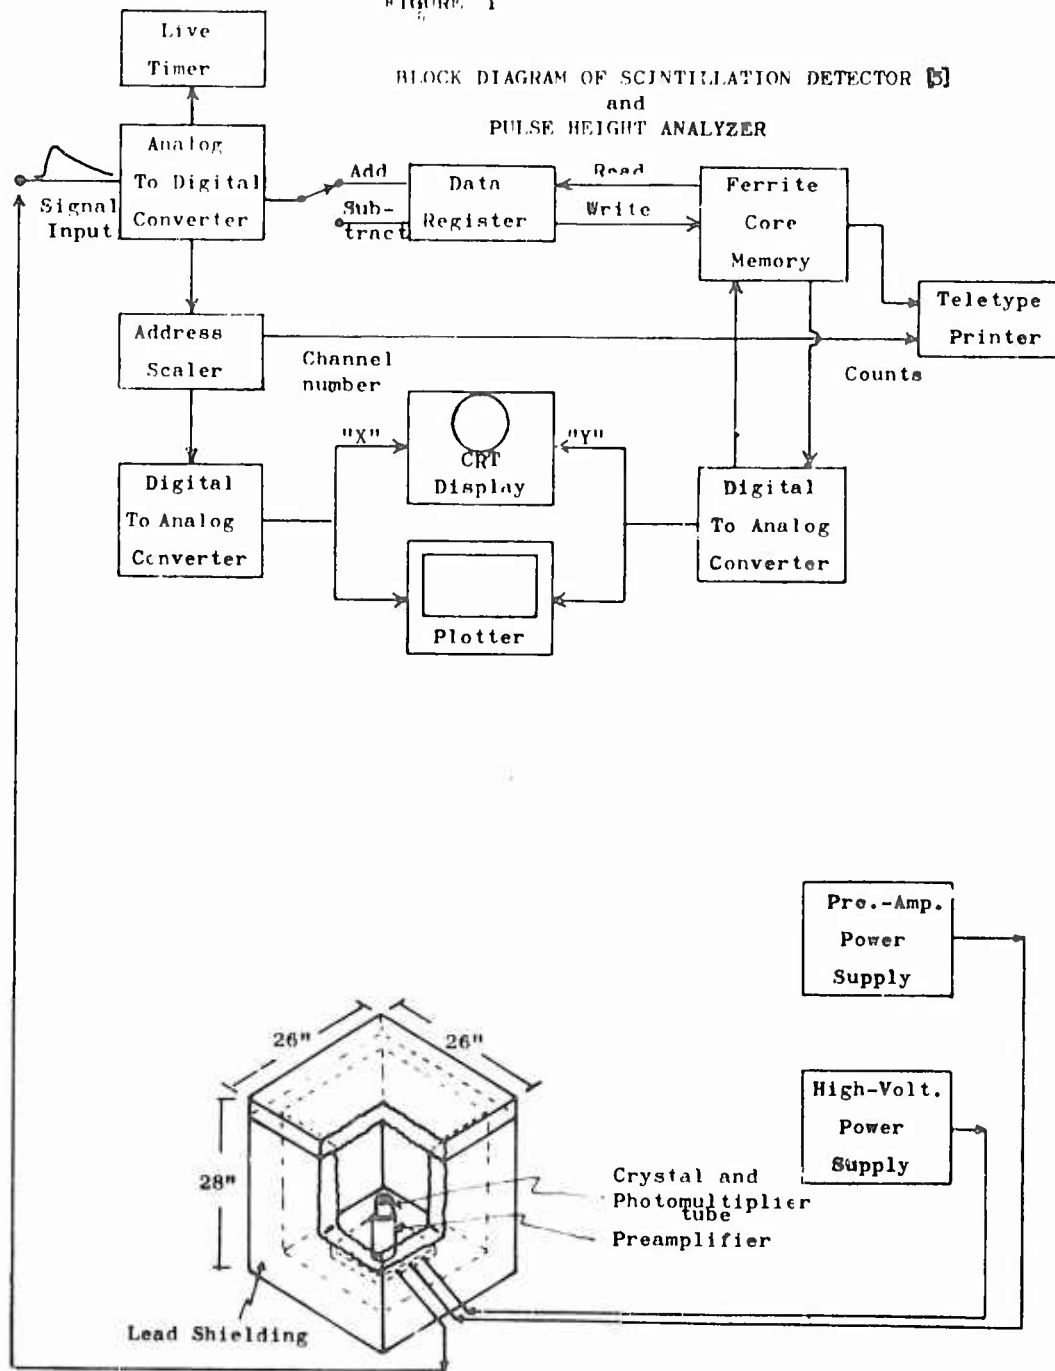 FIGURE 1
BLOCK DIAGRAM OF SCINTILLATION DETECTOR [5]
and
PULSE HEIGHT ANALYZER
Live
Timer
Analog
To Digital
Converter
Signal
Input
Add
Sub-
tract
Data
Register
Read
Write
Ferrite
Core
Memory
Teletype
Printer
Address
Scaler
Channel
number
Counts
"X"
CRT
Display
"Y"
Digital
To Analog
Converter
Plotter
Digital
To Analog
Converter
Pre.-Amp.
Power
Supply
26"
26"
28"
High-Volt.
Power
Supply
Crystal and
Photomultiplier
tube
Preamplifier
Lead Shielding